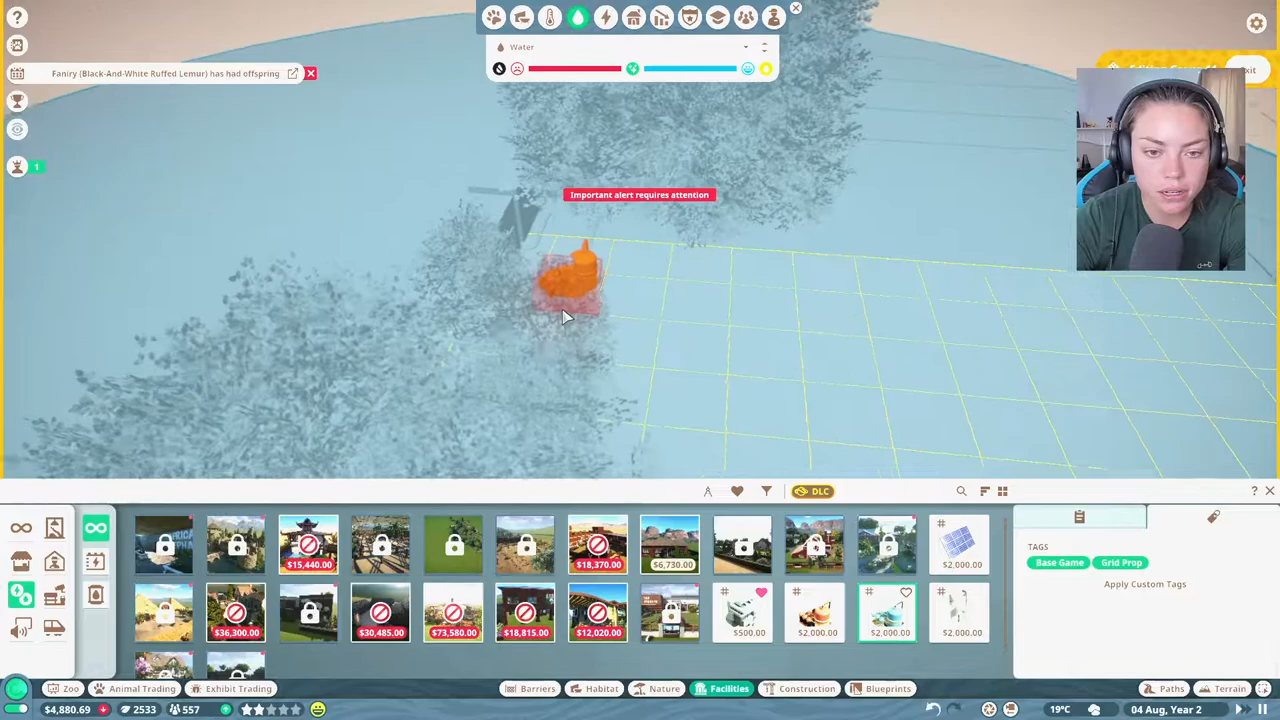 Water
Faniry (Black-And-White Ruffed Lemur) has had offspring
Exit
1
Important alert requires attention
DLC
TAGS
Base Game
Grid Prop
Apply Custom Tags
$15,440.00
$18,370.00
$6,730.00
$2,000.00
$36,300.00
$30,485.00
$73,580.00
$18,815.00
$12,020.00
$500.00
$2,000.00
$2,000.00
$2,000.00
Zoo
Animal Trading
Exhibit Trading
Barriers
Habitat
Nature
Facilities
Construction
Blueprints
Paths
Terrain
$4,880.69
2533
557
19°C
04 Aug, Year 2